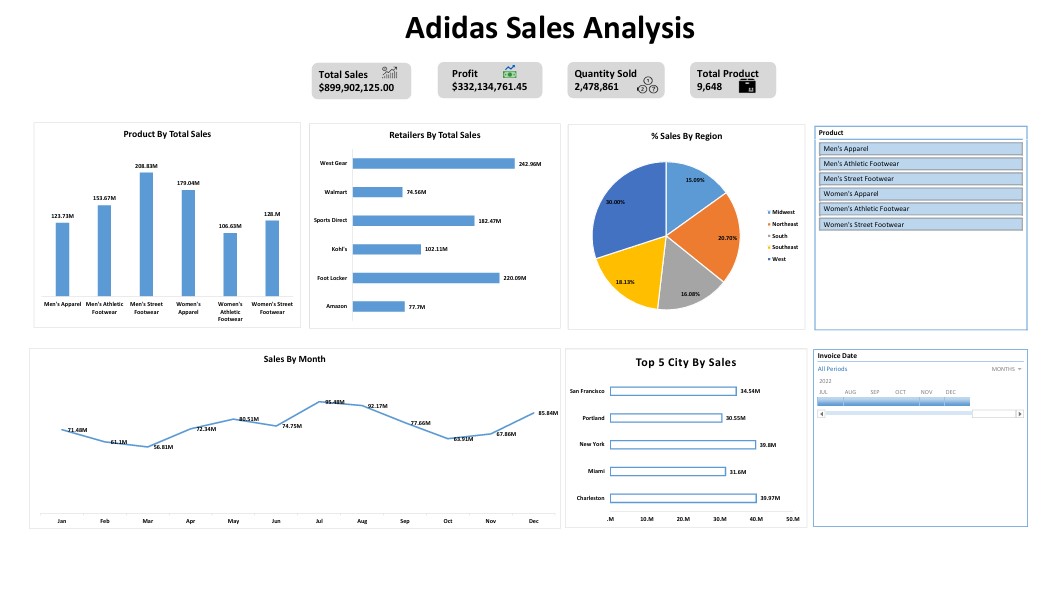 Adidas Sales Analysis
Total Sales
$899,902,125.00
Profit
$332,134,761.45
Quantity Sold
2,478,861
Total Product
9,648
Product By Total Sales
123.73M
153.67M
208.83M
179.04M
106.63M
128.M
Men's Apparel
Men's Athletic Footwear
Men's Street Footwear
Women's Apparel
Women's Athletic Footwear
Women's Street Footwear
Retailers By Total Sales
West Gear 242.96M
Walmart 74.56M
Sports Direct 182.47M
Kohl's 102.11M
Foot Locker 220.09M
Amazon 77.7M
% Sales By Region
15.09%
20.70%
16.08%
18.13%
30.00%
Midwest
Northeast
South
Southeast
West
Product
Men's Apparel
Men's Athletic Footwear
Men's Street Footwear
Women's Apparel
Women's Athletic Footwear
Women's Street Footwear
Sales By Month
71.48M
61.1M
56.81M
72.34M
80.51M
74.75M
95.48M
92.17M
77.66M
63.91M
67.86M
85.84M
Jan Feb Mar Apr May Jun Jul Aug Sep Oct Nov Dec
Top 5 City By Sales
San Francisco 34.54M
Portland 30.55M
New York 39.8M
Miami 31.6M
Charleston 39.97M
.M 10.M 20.M 30.M 40.M 50.M
Invoice Date
All Periods MONTHS
2022
JUL AUG SEP OCT NOV DEC